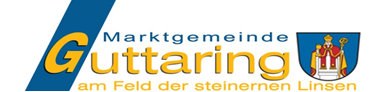 Marktgemeinde
Guttaring
am Feld der steinernen Linsen